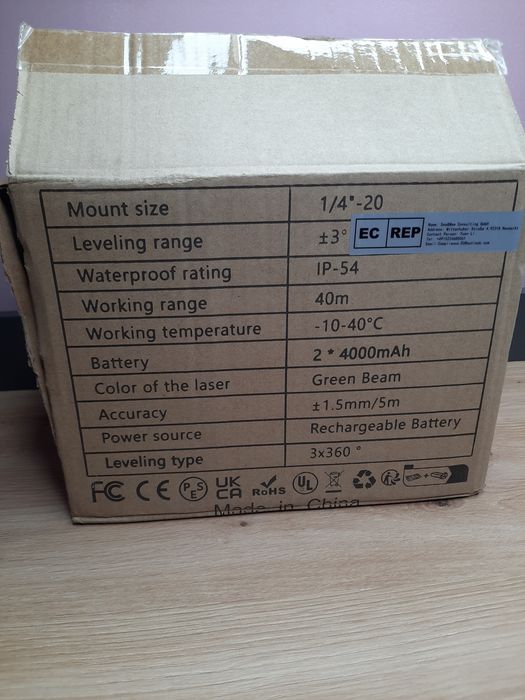 Mount size 1/4"-20
Leveling range ±3°
EC REP
Waterproof rating IP-54
Working range 40m
Working temperature -10-40°C
Battery 2 * 4000mAh
Color of the laser Green Beam
Accuracy ±1.5mm/5m
Power source Rechargeable Battery
Leveling type 3x360 °
FC CE PSE UK CA RoHS UL
Made in China